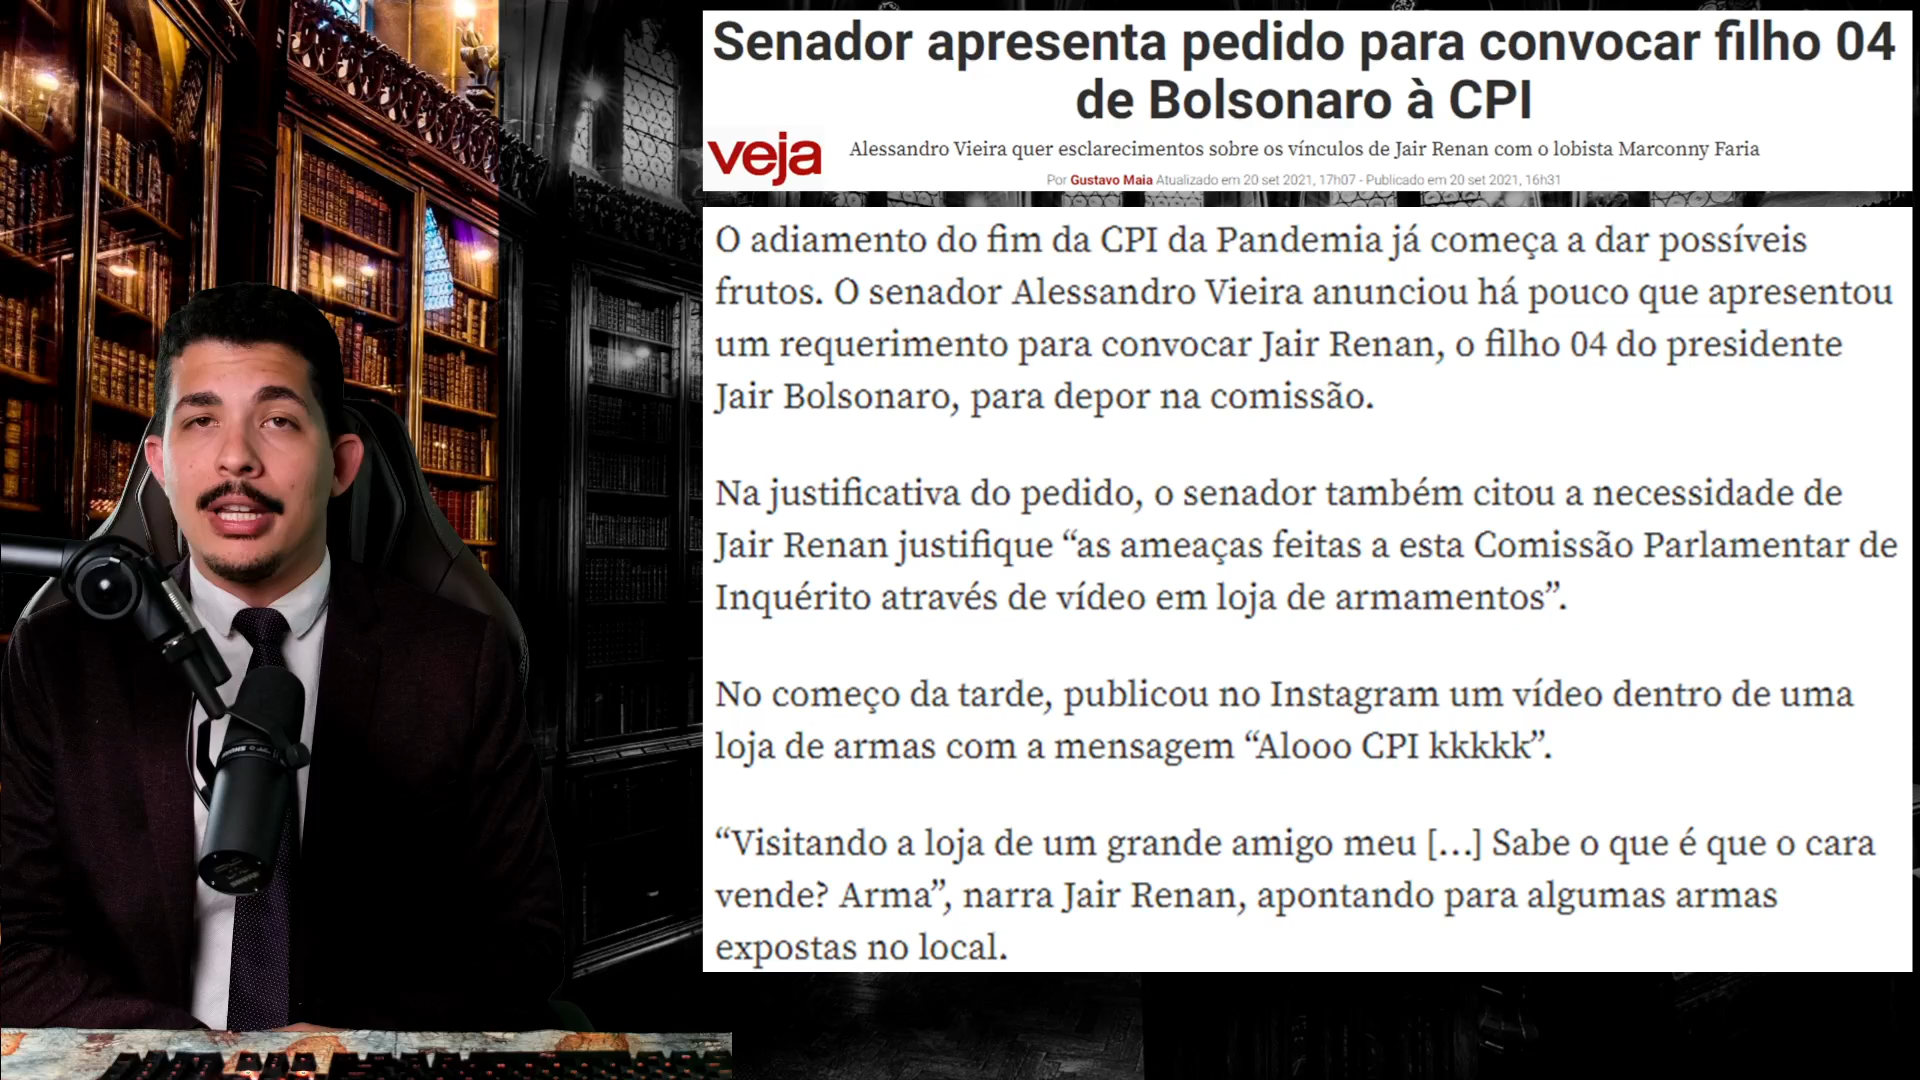 Senador apresenta pedido para convocar filho 04
de Bolsonaro à CPI
veja
Alessandro Vieira quer esclarecimentos sobre os vínculos de Jair Renan com o lobista Marconny Faria
Por Gustavo Maia Atualizado em 20 set 2021, 17h07 - Publicado em 20 set 2021, 16h31
O adiamento do fim da CPI da Pandemia já começa a dar possíveis
frutos. O senador Alessandro Vieira anunciou há pouco que apresentou
um requerimento para convocar Jair Renan, o filho 04 do presidente
Jair Bolsonaro, para depor na comissão.
Na justificativa do pedido, o senador também citou a necessidade de
Jair Renan justifique “as ameaças feitas a esta Comissão Parlamentar de
Inquérito através de vídeo em loja de armamentos”.
No começo da tarde, publicou no Instagram um vídeo dentro de uma
loja de armas com a mensagem “Alooo CPI kkkkk”.
“Visitando a loja de um grande amigo meu [...] Sabe o que é que o cara
vende? Arma”, narra Jair Renan, apontando para algumas armas
expostas no local.